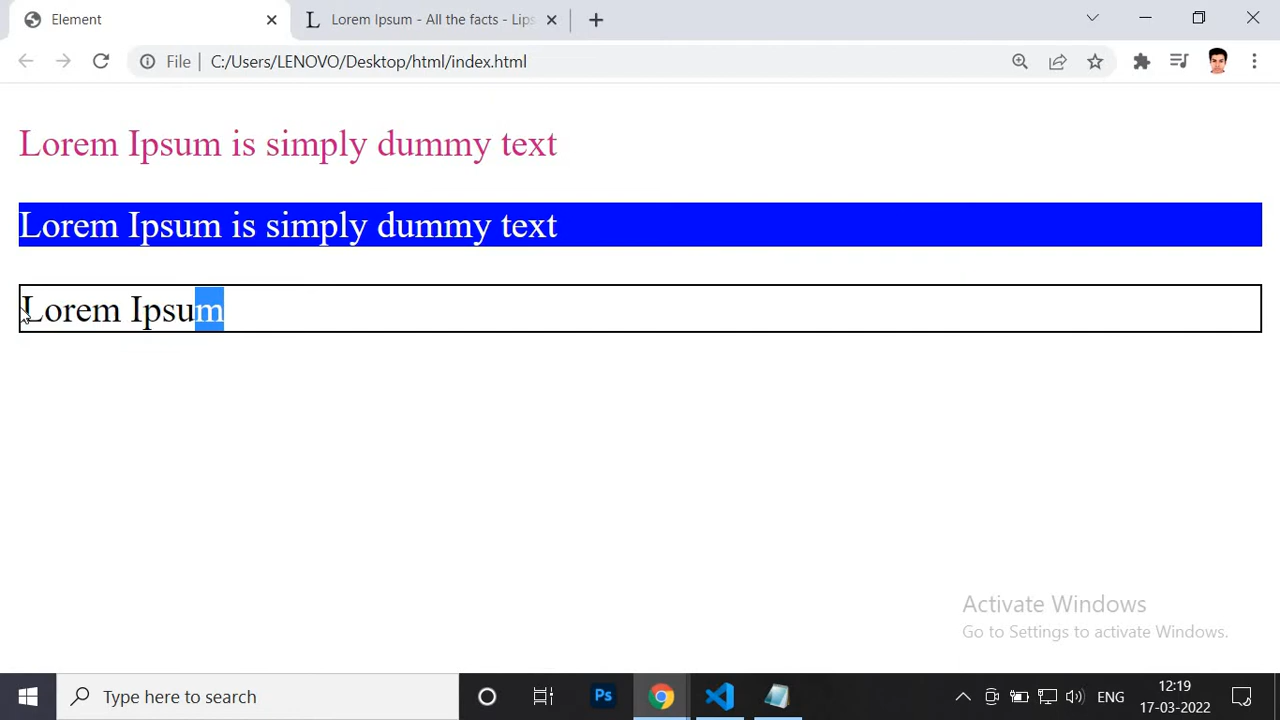 Element
Lorem Ipsum - All the facts - Lips
File
C:/Users/LENOVO/Desktop/html/index.html
Lorem Ipsum is simply dummy text
Lorem Ipsum is simply dummy text
Lorem Ipsum
Activate Windows
Go to Settings to activate Windows.
Type here to search
Ps
ENG
12:19
17-03-2022